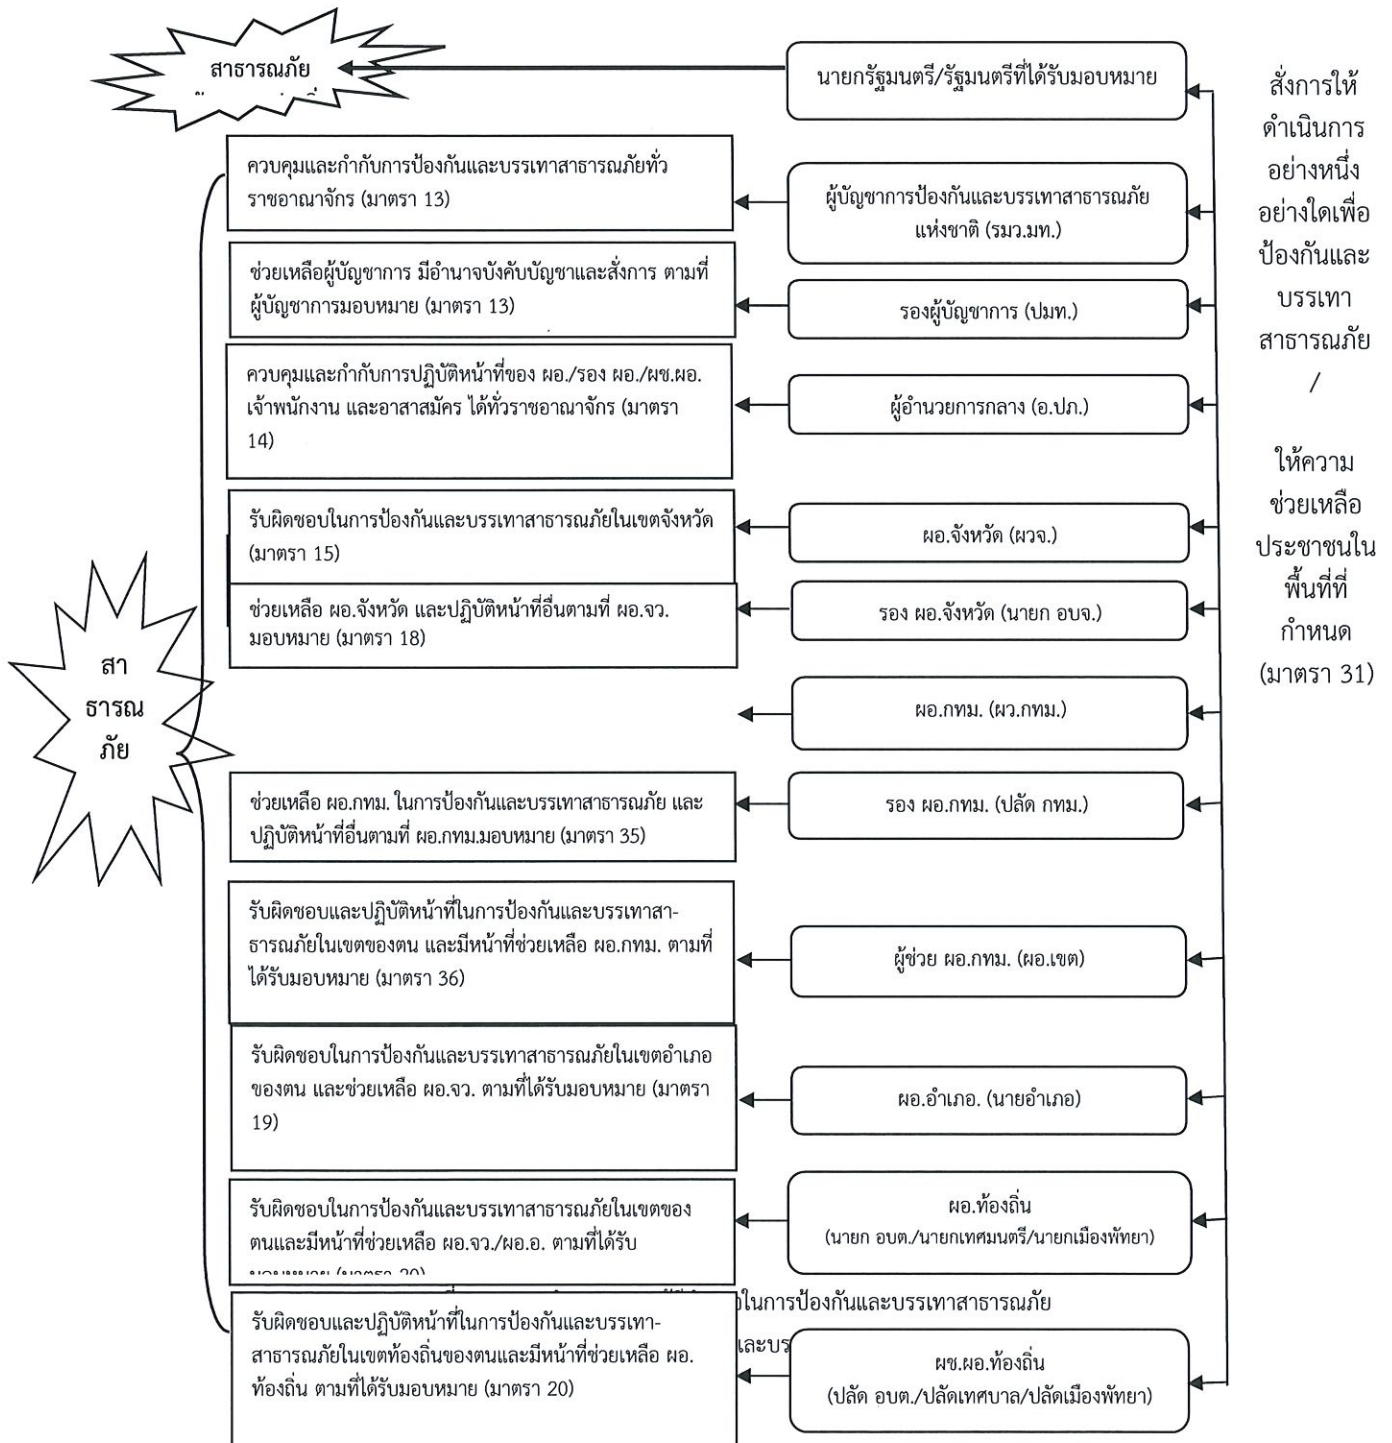 สาธารณภัย
นายกรัฐมนตรี/รัฐมนตรีที่ได้รับมอบหมาย
สั่งการให้
ดำเนินการ
อย่างหนึ่ง
อย่างใดเพื่อ
ป้องกันและ
บรรเทา
สาธารณภัย
/
ให้ความ
ช่วยเหลือ
ประชาชนใน
พื้นที่ที่
กำหนด
(มาตรา 31)
ควบคุมและกำกับการป้องกันและบรรเทาสาธารณภัยทั่ว
ราชอาณาจักร (มาตรา 13)
ผู้บัญชาการป้องกันและบรรเทาสาธารณภัย
แห่งชาติ (รมว.มท.)
ช่วยเหลือผู้บัญชาการ มีอำนาจบังคับบัญชาและสั่งการ ตามที่
ผู้บัญชาการมอบหมาย (มาตรา 13)
รองผู้บัญชาการ (ปมท.)
ควบคุมและกำกับการปฏิบัติหน้าที่ของ ผอ./รอง ผอ./ผช.ผอ.
เจ้าพนักงาน และอาสาสมัคร ได้ทั่วราชอาณาจักร (มาตรา
14)
ผู้อำนวยการกลาง (อ.ปภ.)
รับผิดชอบในการป้องกันและบรรเทาสาธารณภัยในเขตจังหวัด
(มาตรา 15)
ผอ.จังหวัด (ผวจ.)
ช่วยเหลือ ผอ.จังหวัด และปฏิบัติหน้าที่อื่นตามที่ ผอ.จว.
มอบหมาย (มาตรา 18)
รอง ผอ.จังหวัด (นายก อบจ.)
สา
ธารณ
ภัย
ผอ.กทม. (ผว.กทม.)
ช่วยเหลือ ผอ.กทม. ในการป้องกันและบรรเทาสาธารณภัย และ
ปฏิบัติหน้าที่อื่นตามที่ ผอ.กทม.มอบหมาย (มาตรา 35)
รอง ผอ.กทม. (ปลัด กทม.)
รับผิดชอบและปฏิบัติหน้าที่ในการป้องกันและบรรเทาสา-
ธารณภัยในเขตของตน และมีหน้าที่ช่วยเหลือ ผอ.กทม. ตามที่
ได้รับมอบหมาย (มาตรา 36)
ผู้ช่วย ผอ.กทม. (ผอ.เขต)
รับผิดชอบในการป้องกันและบรรเทาสาธารณภัยในเขตอำเภอ
ของตน และช่วยเหลือ ผอ.จว. ตามที่ได้รับมอบหมาย (มาตรา
19)
ผอ.อำเภอ. (นายอำเภอ)
รับผิดชอบในการป้องกันและบรรเทาสาธารณภัยในเขตของ
ตนและมีหน้าที่ช่วยเหลือ ผอ.จว./ผอ.อ. ตามที่ได้รับ
ผอ.ท้องถิ่น
(นายก อบต./นายกเทศมนตรี/นายกเมืองพัทยา)
ในการป้องกันและบรรเทาสาธารณภัย
รับผิดชอบและปฏิบัติหน้าที่ในการป้องกันและบรรเทา-
สาธารณภัยในเขตท้องถิ่นของตนและมีหน้าที่ช่วยเหลือ ผอ.
ท้องถิ่น ตามที่ได้รับมอบหมาย (มาตรา 20)
ผช.ผอ.ท้องถิ่น
(ปลัด อบต./ปลัดเทศบาล/ปลัดเมืองพัทยา)